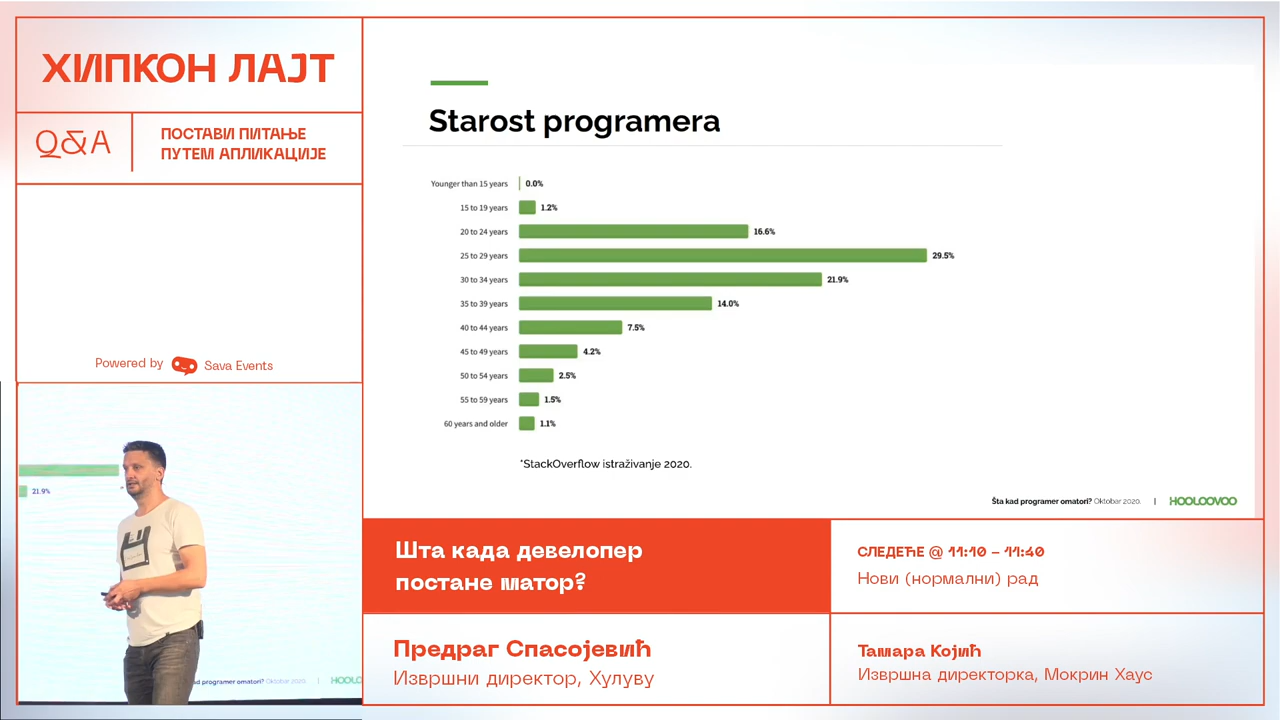 ХИПКОН ЛАЈТ
Q&A
ПОСТАВИ ПИТАЊЕ
ПУТЕМ АПЛИКАЦИЈЕ
Powered by Sava Events
Starost programera
Younger than 15 years 0.0%
15 to 19 years 1.2%
20 to 24 years 16.6%
25 to 29 years 29.5%
30 to 34 years 21.9%
35 to 39 years 14.0%
40 to 44 years 7.5%
45 to 49 years 4.2%
50 to 54 years 2.5%
55 to 59 years 1.5%
60 years and older 1.1%
*StackOverflow istraživanje 2020.
Šta kad programer omatori? Oktobar 2020. | HOOLOOVOO
21.9%
programer omatori? Oktobar 2020. |
Шта када девелопер
постане матор?
Предраг Спасојевић
Извршни директор, Хулуву
СЛЕДЕЋЕ @ 11:10 – 11:40
Нови (нормални) рад
Тамара Којић
Извршна директорка, Мокрин Хаус